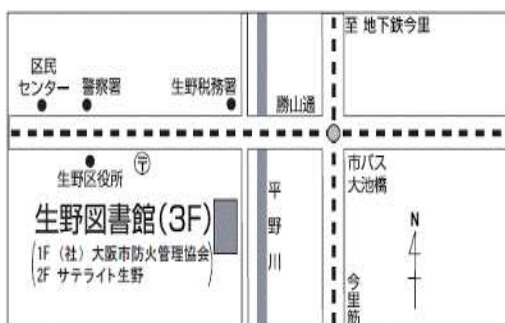 至 地下鉄今里
区民
センター
警察署
生野税務署
勝山通
生野区役所
〒
市バス
大池橋
生野図書館(3F)
1F (社) 大阪市防火管理協会
2F サテライト生野
平野川
N
今里筋